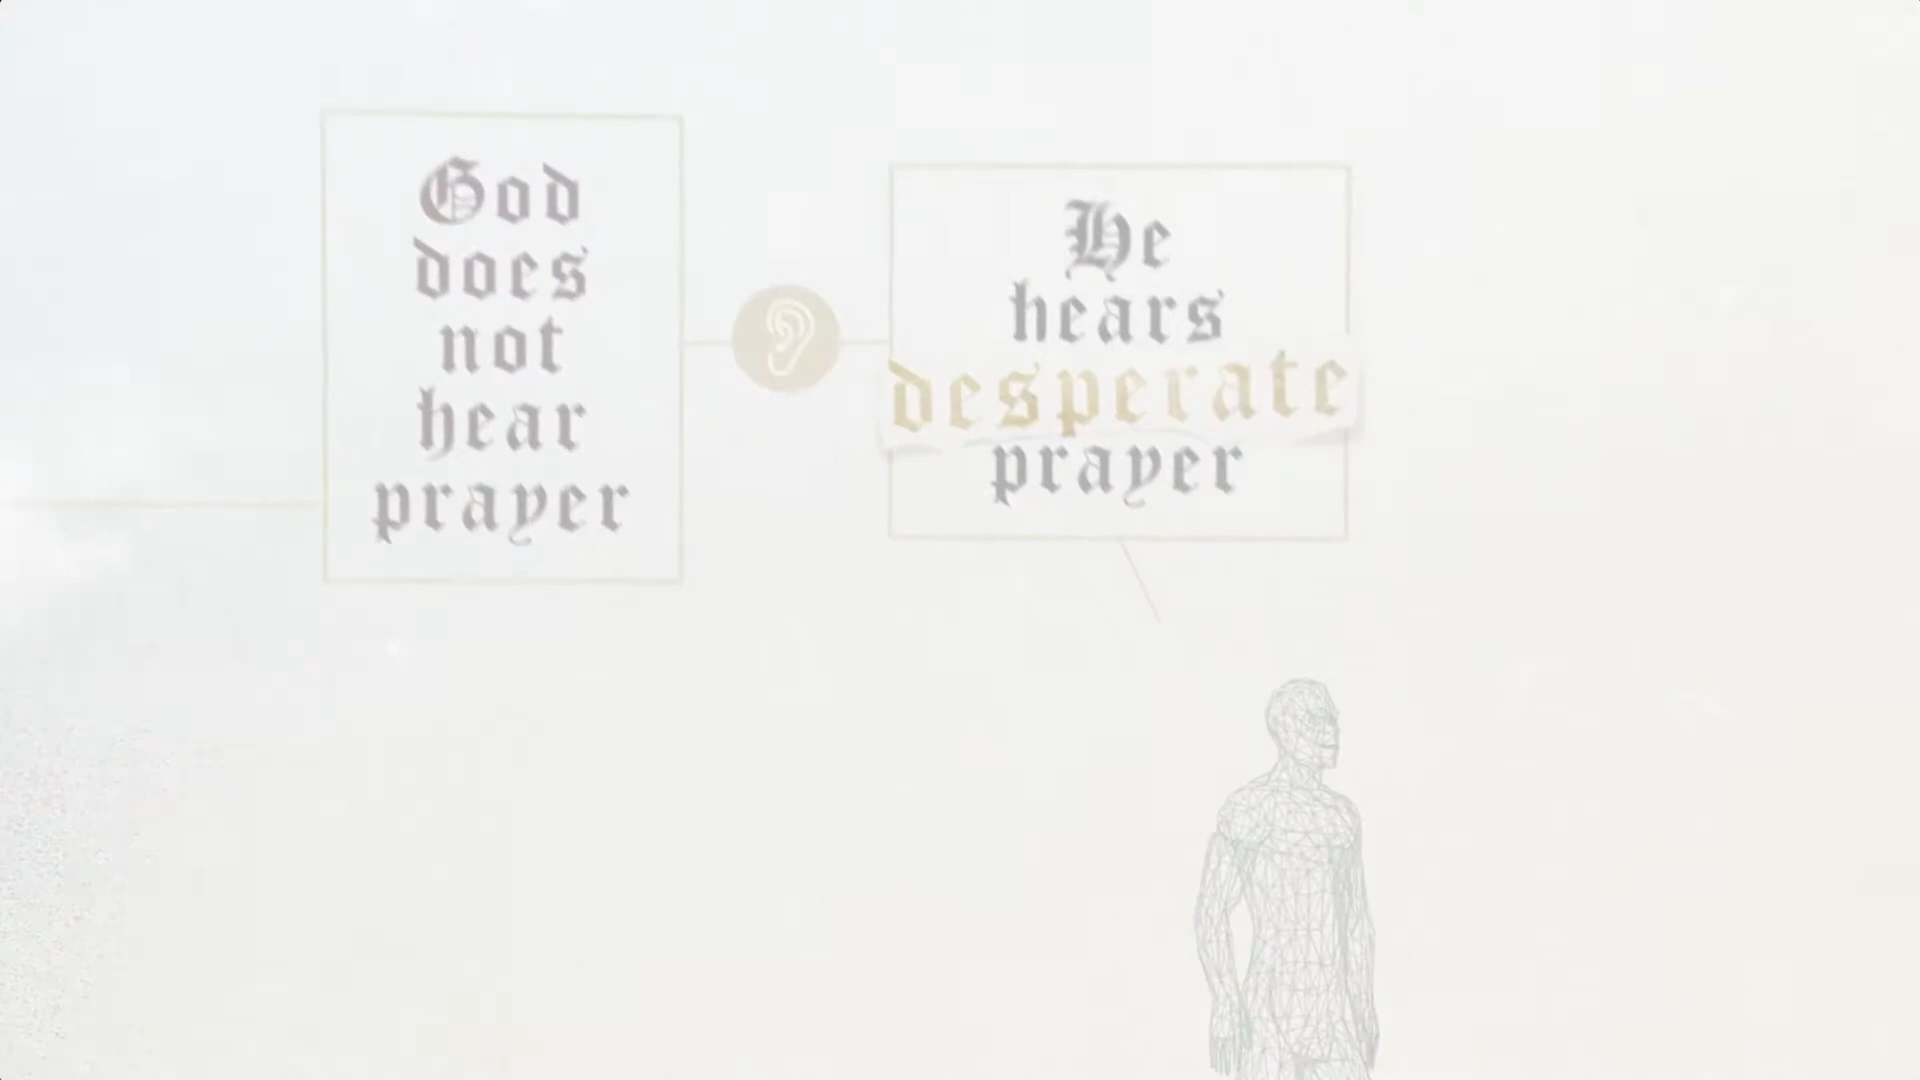 God
does
not
hear
prayer
He
hears
desperate
prayer